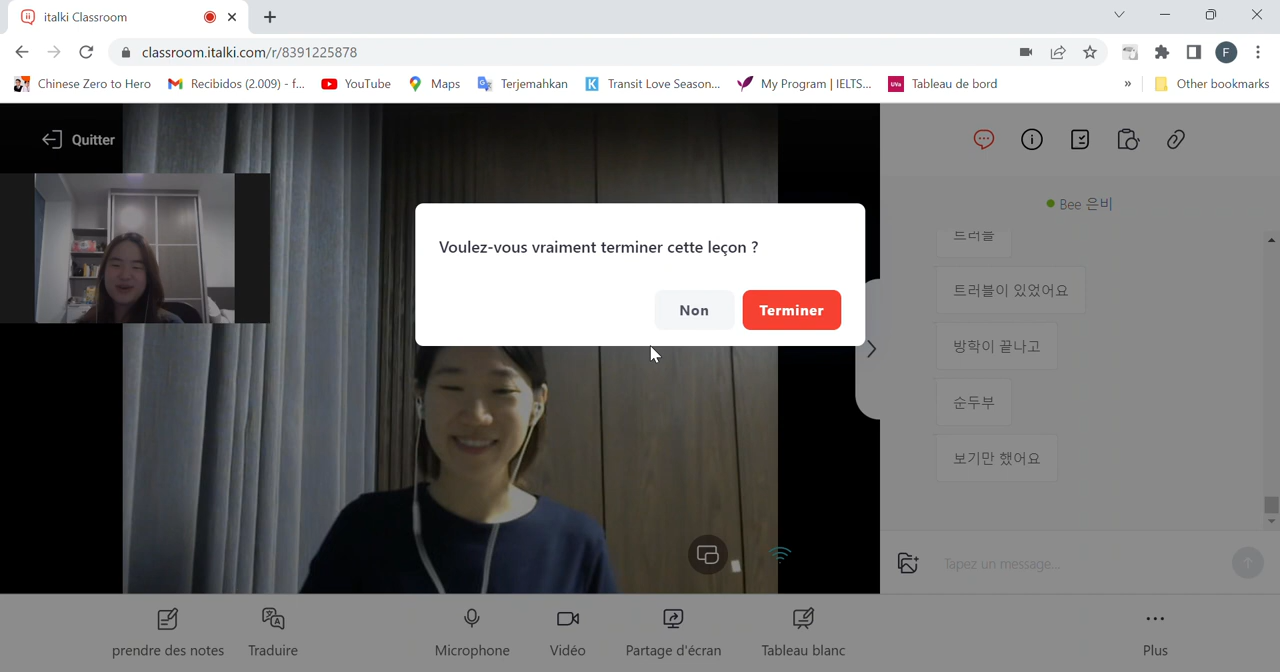 italki Classroom
classroom.italki.com/r/8391225878
F
Chinese Zero to Hero
Recibidos (2.009) - f...
YouTube
Maps
Terjemahkan
Transit Love Season...
My Program | IELTS...
Tableau de bord
»
Other bookmarks
Quitter
Bee 은비
트러블
트러블이 있었어요
방학이 끝나고
순두부
보기만 했어요
Voulez-vous vraiment terminer cette leçon ?
Non
Terminer
Tapez un message...
prendre des notes
Traduire
Microphone
Vidéo
Partage d'écran
Tableau blanc
Plus